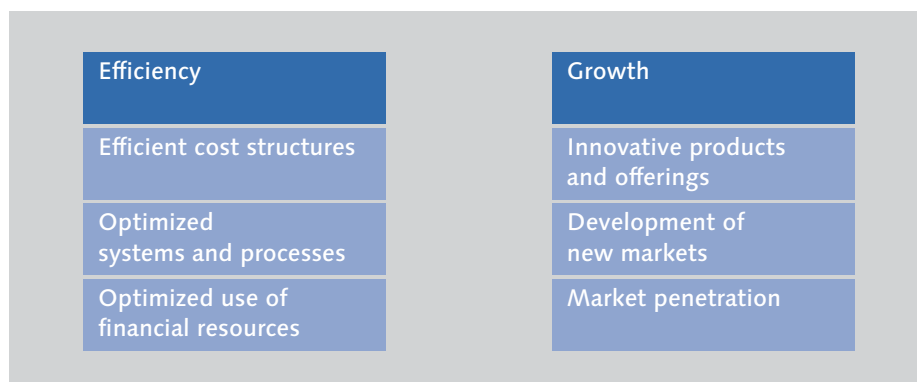 Efficiency
Efficient cost structures
Optimized
systems and processes
Optimized use of
financial resources
Growth
Innovative products
and offerings
Development of
new markets
Market penetration